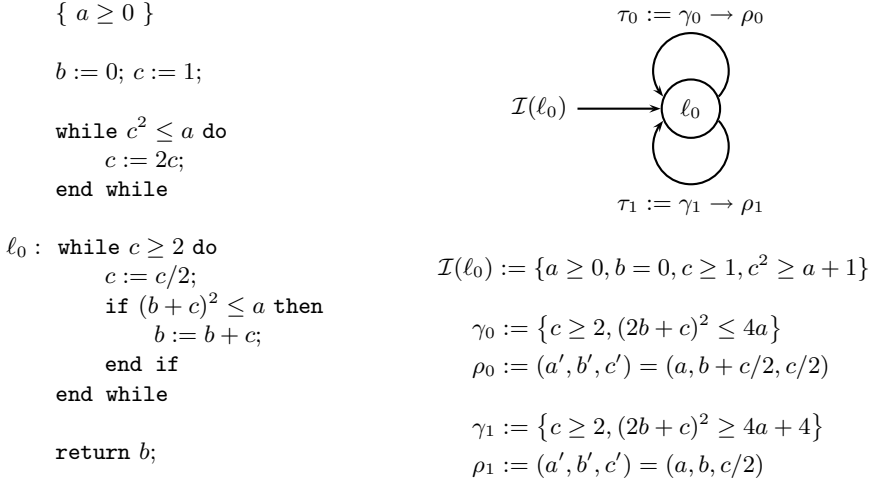 { a ≥ 0 }
b := 0; c := 1;
while c² ≤ a do
c := 2c;
end while
ℓ₀ : while c ≥ 2 do
c := c/2;
if (b + c)² ≤ a then
b := b + c;
end if
end while
return b;
τ₀ := γ₀ → ρ₀
I(ℓ₀)
ℓ₀
τ₁ := γ₁ → ρ₁
I(ℓ₀) := {a ≥ 0, b = 0, c ≥ 1, c² ≥ a + 1}
γ₀ := {c ≥ 2, (2b + c)² ≤ 4a}
ρ₀ := (a′, b′, c′) = (a, b + c/2, c/2)
γ₁ := {c ≥ 2, (2b + c)² ≥ 4a + 4}
ρ₁ := (a′, b′, c′) = (a, b, c/2)